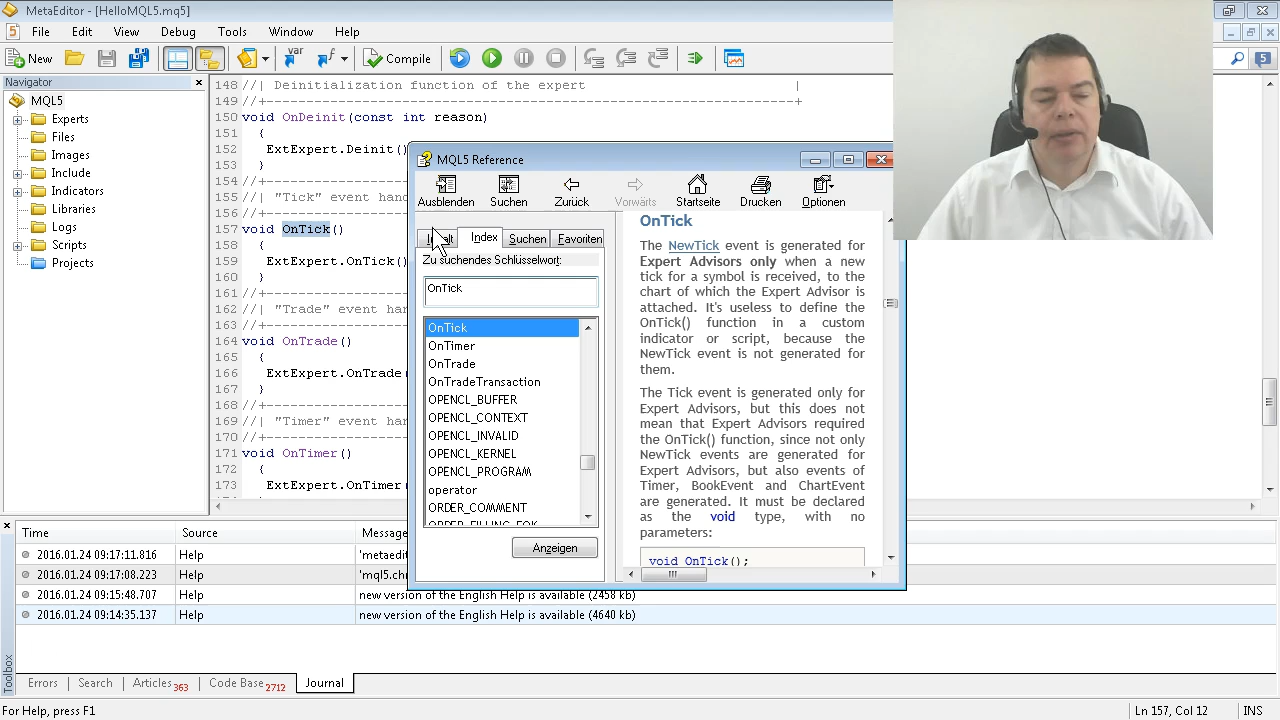 MetaEditor - [HelloMQL5.mq5]
File Edit View Debug Tools Window Help
New var Compile 5
Navigator
MQL5
Experts
Files
Images
Include
Indicators
Libraries
Logs
Scripts
Projects
148 //| Deinitialization function of the expert |
149 //+------------------------------------------------------------------+
150 void OnDeinit(const int reason)
151 {
152 ExtExpert.Deinit()
153 }
154 //+
155 //| "Tick" event han
156 //+
157 void OnTick()
158 {
159 ExtExpert.OnTick()
160 }
161 //+
162 //| "Trade" event han
163 //+
164 void OnTrade()
165 {
166 ExtExpert.OnTrade(
167 }
168 //+
169 //| "Timer" event han
170 //+
171 void OnTimer()
172 {
173 ExtExpert.OnTimer(
MQL5 Reference
Ausblenden Suchen Zurück Vorwärts Startseite Drucken Optionen
Index Suchen Favoriten
Zu suchendes Schlüsselwort:
OnTick
OnTick
OnTimer
OnTrade
OnTradeTransaction
OPENCL_BUFFER
OPENCL_CONTEXT
OPENCL_INVALID
OPENCL_KERNEL
OPENCL_PROGRAM
operator
ORDER_COMMENT
ORDER_FILLING_FOK
Anzeigen
OnTick
The NewTick event is generated for
Expert Advisors only when a new
tick for a symbol is received, to the
chart of which the Expert Advisor is
attached. It's useless to define the
OnTick() function in a custom
indicator or script, because the
NewTick event is not generated for
them.
The Tick event is generated only for
Expert Advisors, but this does not
mean that Expert Advisors required
the OnTick() function, since not only
NewTick events are generated for
Expert Advisors, but also events of
Timer, BookEvent and ChartEvent
are generated. It must be declared
as the void type, with no
parameters:
void OnTick();
Time Source Messag
2016.01.24 09:17:11.816 Help 'metaedit
2016.01.24 09:17:08.223 Help 'mql5.ch
2016.01.24 09:15:48.707 Help new version of the English Help is available (2458 kb)
2016.01.24 09:14:35.137 Help new version of the English Help is available (4640 kb)
Toolbox
Errors Search Articles 363 Code Base 2712 Journal
For Help, press F1 Ln 157, Col 12 INS